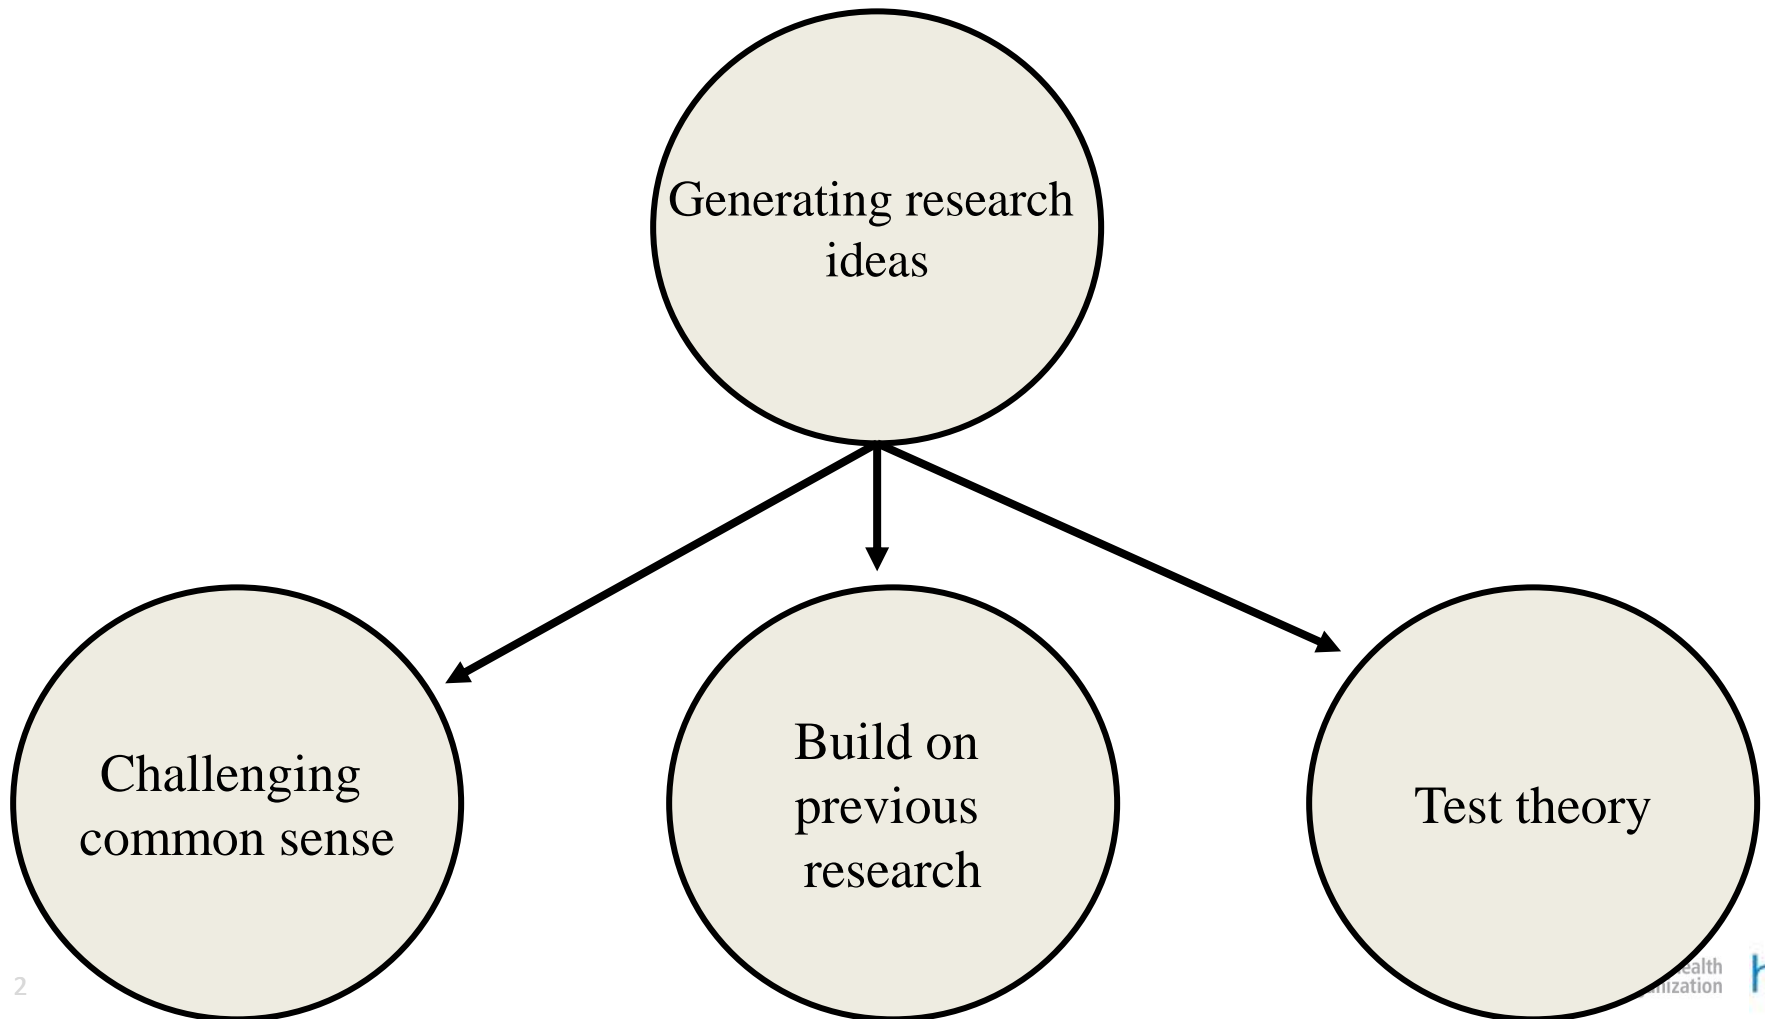 Generating research
ideas
Challenging
common sense
Build on
previous
research
Test theory
2